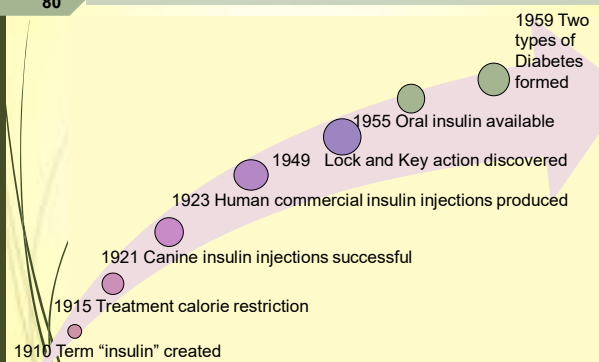 80
1959 Two
types of
Diabetes
formed
1955 Oral insulin available
1949 Lock and Key action discovered
1923 Human commercial insulin injections produced
1921 Canine insulin injections successful
1915 Treatment calorie restriction
1910 Term “insulin” created